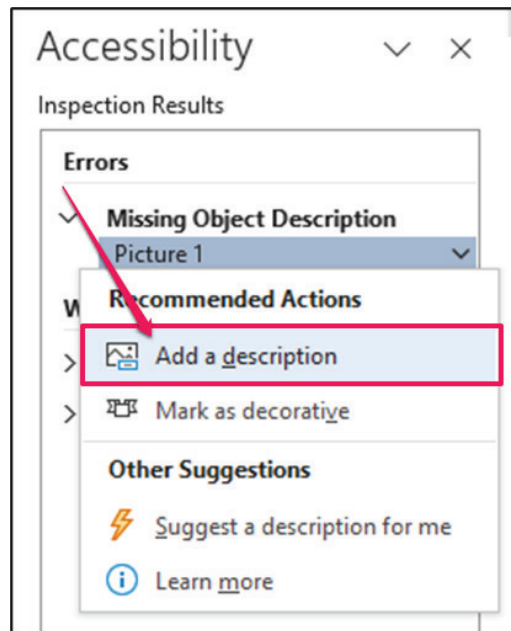 Accessibility
Inspection Results
Errors
Missing Object Description
Picture 1
W
Recommended Actions
Add a description
Mark as decorative
Other Suggestions
Suggest a description for me
Learn more